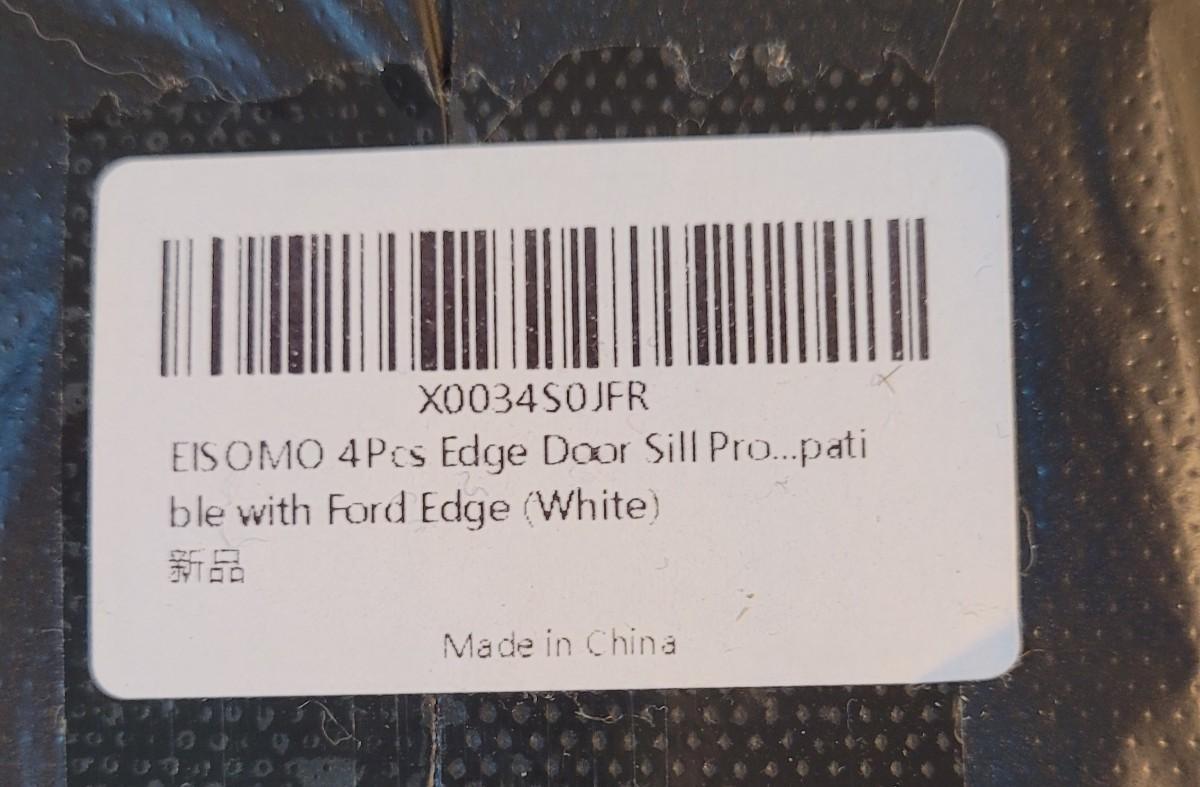 X0034S0JFR
EISOMO 4Pcs Edge Door Sill Pro...pati
ble with Ford Edge (White)
新品
Made in China